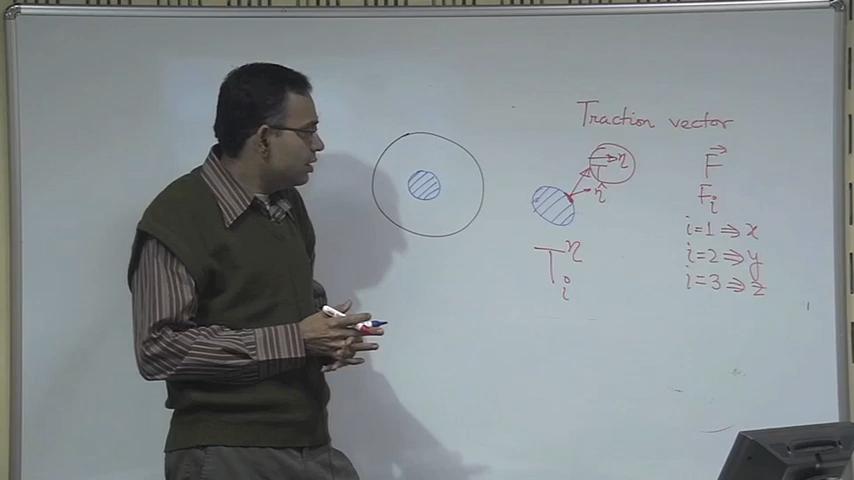 Traction vector
T⃗ⁿ
n̂
F⃗
Fᵢ
Tᵢⁿ
i=1 ⇒ x
i=2 ⇒ y
i=3 ⇒ z